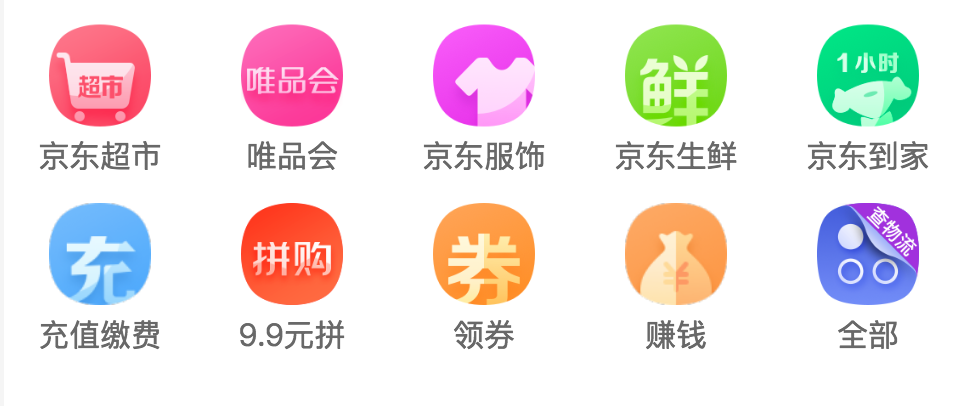 超市
唯品会
鲜
1小时
京东超市
唯品会
京东服饰
京东生鲜
京东到家
充
拼购
券
¥
查物流
充值缴费
9.9元拼
领券
赚钱
全部